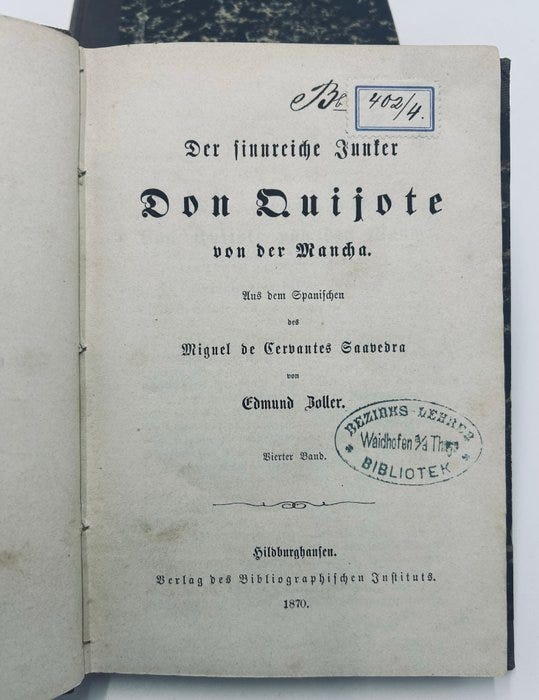 Bb
402/4.
Der sinnreiche Junker
Don Quijote
von der Mancha.
Aus dem Spanischen
des
Miguel de Cervantes Saavedra
von
Edmund Zoller.
Vierter Band.
BEZIRKS-LEHRER
Waidhofen a/d Thaya
BIBLIOTEK
Hildburghausen.
Verlag des Bibliographischen Instituts.
1870.